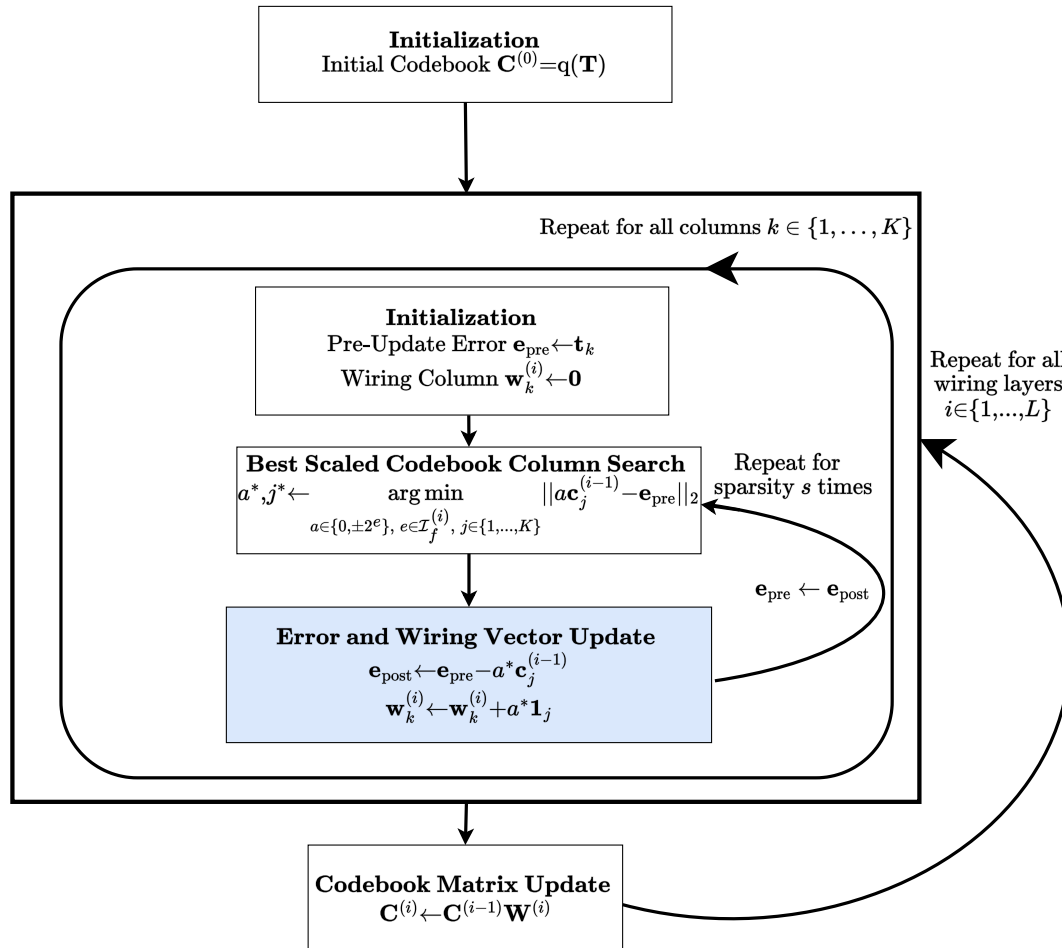 Initialization
Initial Codebook C^(0)=q(T)
Repeat for all columns k ∈ {1, . . . , K}
Initialization
Pre-Update Error e_pre←t_k
Wiring Column w_k^(i)←0
Best Scaled Codebook Column Search
a*,j*← arg min ||ac_j^(i−1)−e_pre||_2
a∈{0,±2^e}, e∈I_f^(i), j∈{1,...,K}
Repeat for
sparsity s times
e_pre ← e_post
Error and Wiring Vector Update
e_post←e_pre−a*c_j^(i−1)
w_k^(i)←w_k^(i)+a*1_j
Repeat for all
wiring layers
i∈{1,...,L}
Codebook Matrix Update
C^(i)←C^(i−1)W^(i)